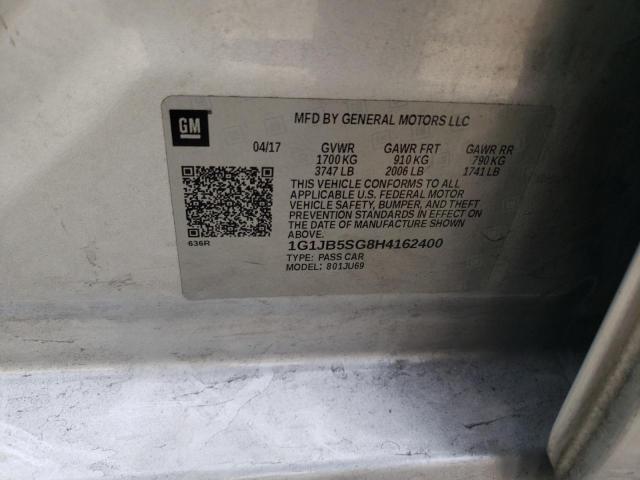 GM
MFD BY GENERAL MOTORS LLC
04/17 GVWR GAWR FRT GAWR RR
1700 KG 910 KG 790 KG
3747 LB 2006 LB 1741 LB
THIS VEHICLE CONFORMS TO ALL
APPLICABLE U.S. FEDERAL MOTOR
VEHICLE SAFETY, BUMPER, AND THEFT
PREVENTION STANDARDS IN EFFECT ON
THE DATE OF MANUFACTURE SHOWN
ABOVE.
636R
1G1JB5SG8H4162400
TYPE: PASS CAR
MODEL: 801JU69